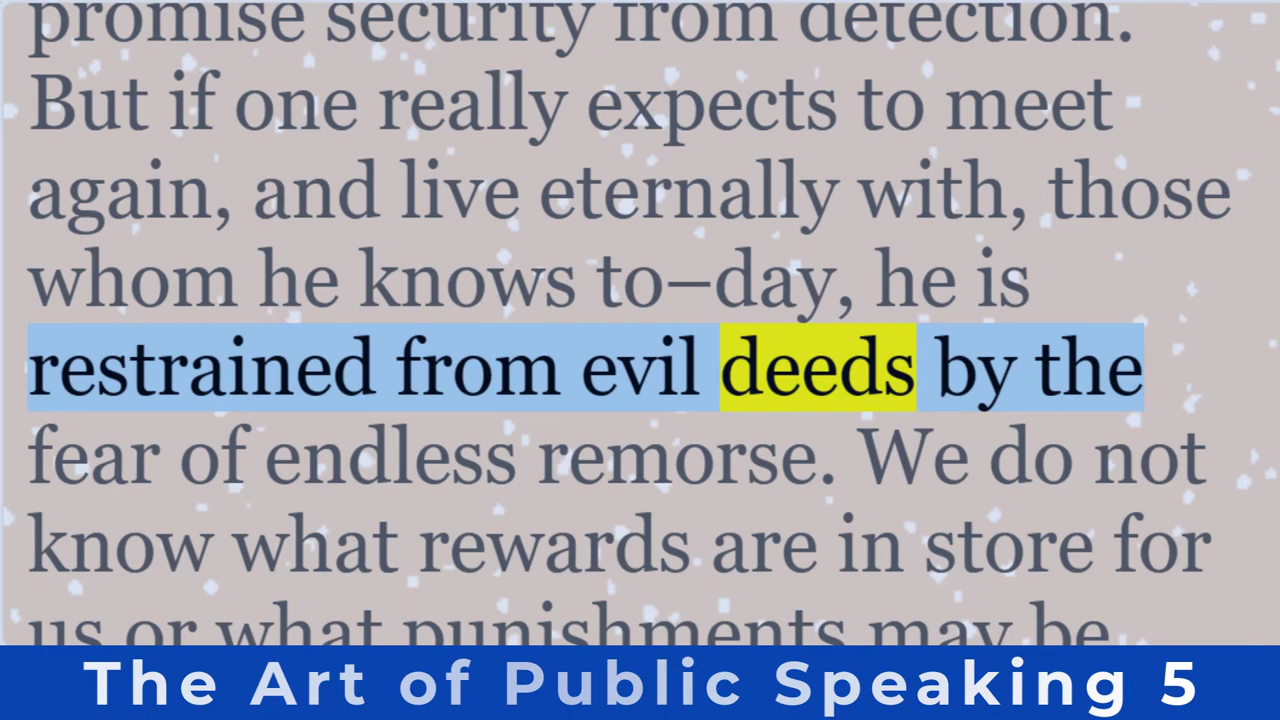 promise security from detection.
But if one really expects to meet
again, and live eternally with, those
whom he knows to–day, he is
restrained from evil deeds by the
fear of endless remorse. We do not
know what rewards are in store for
us or what punishments may be
The Art of Public Speaking 5